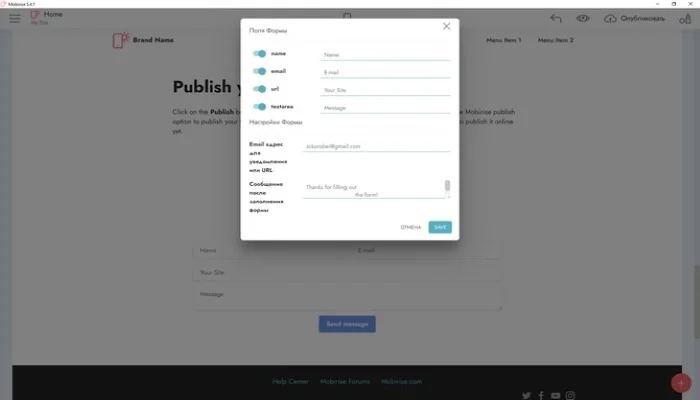 Mobirise 5.4.1
Home
My Site
Опубликовать
Brand Name
Menu Item 1 Menu Item 2
Поля Формы
name Name
email E-mail
url Your Site
textarea Message
Настройки Формы
Email адрес
для
уведомления
или URL
Сообщение
после
заполнения
формы
Thanks for filling out
the form!
ОТМЕНА SAVE
Publish y
Click on the Publish b
option to publish your
yet.
Mobirise publish
to publish it online
Name E-mail
Your Site
Message
Send message
Help Center Mobirise Forums Mobirise.com